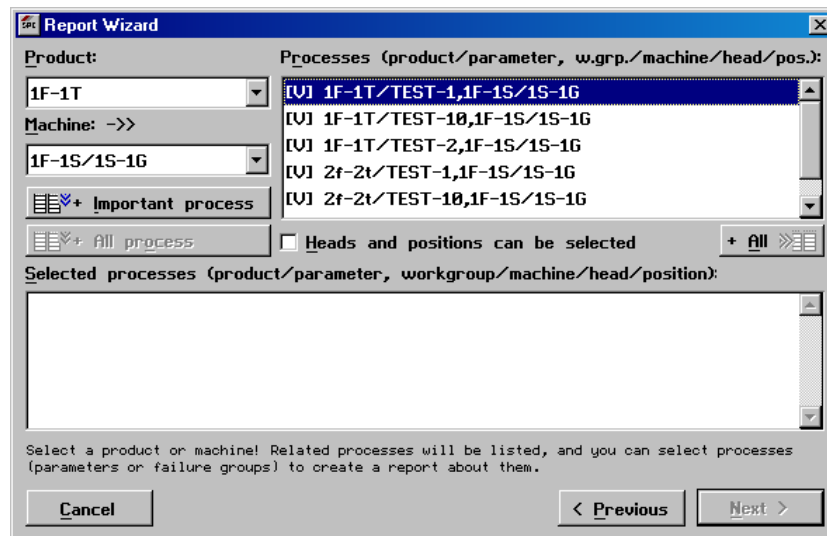 SPC Report Wizard
Product:
1F-1T
Machine: ->>
1F-1S/1S-1G
+ Important process
+ All process
Processes (product/parameter, w.grp./machine/head/pos.):
[V] 1F-1T/TEST-1,1F-1S/1S-1G
[V] 1F-1T/TEST-10,1F-1S/1S-1G
[V] 1F-1T/TEST-2,1F-1S/1S-1G
[V] 2f-2t/TEST-1,1F-1S/1S-1G
[V] 2f-2t/TEST-10,1F-1S/1S-1G
Heads and positions can be selected
+ All
Selected processes (product/parameter, workgroup/machine/head/position):
Select a product or machine! Related processes will be listed, and you can select processes
(parameters or failure groups) to create a report about them.
Cancel
< Previous
Next >